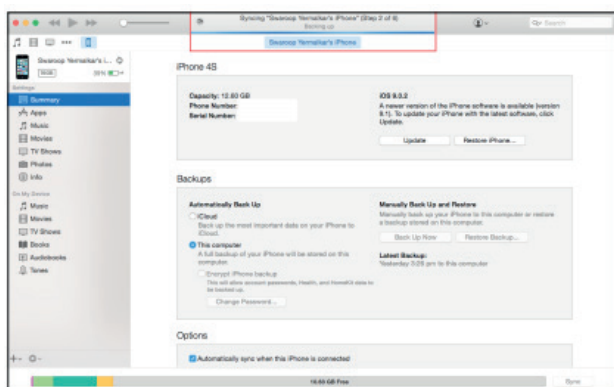 Syncing "Swaroop Yermalkar's iPhone" (Step 2 of 9)
Backing up
Search
Swaroop Yermalkar's iPhone
Swaroop Yermalkar's i...
16GB
Settings
Summary
Apps
Music
Movies
TV Shows
Photos
Info
On My Device
Music
Movies
TV Shows
Books
Audiobooks
Tones
iPhone 4S
Capacity: 12.80 GB
Phone Number:
Serial Number:
iOS 9.0.2
A newer version of the iPhone software is available (version
9.1). To update your iPhone with the latest software, click
Update.
Update
Restore iPhone...
Backups
Automatically Back Up
iCloud
Back up the most important data on your iPhone to
iCloud.
This computer
A full backup of your iPhone will be stored on this
computer.
Encrypt iPhone backup
This will allow account passwords, Health, and HomeKit data to
be backed up.
Change Password...
Manually Back Up and Restore
Manually back up your iPhone to this computer or restore
a backup stored on this computer.
Back Up Now
Restore Backup...
Latest Backup:
Yesterday 3:26 pm to this computer
Options
Automatically sync when this iPhone is connected
GB Free
Sync